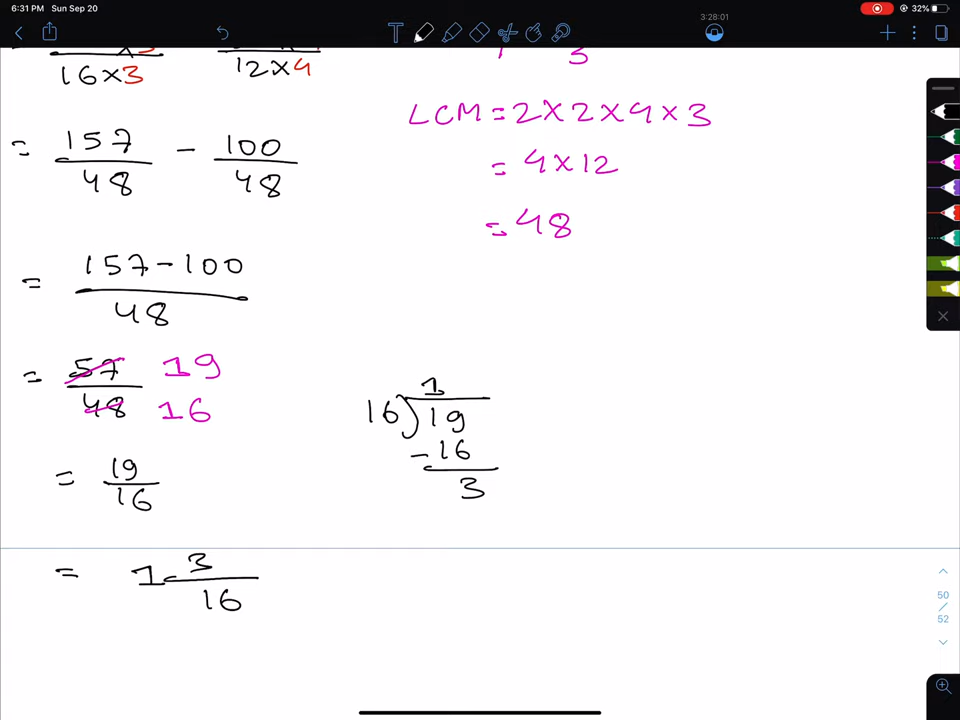 6:31 PM Sun Sep 20
32%
3:28:01
T
16×3 12×4
3
LCM = 2×2×4×3
= 157/48 - 100/48
= 4×12
= 48
= 157-100/48
= 57/48 19/16
1
16)19
-16
3
= 19/16
= 1 3/16
50
/
52